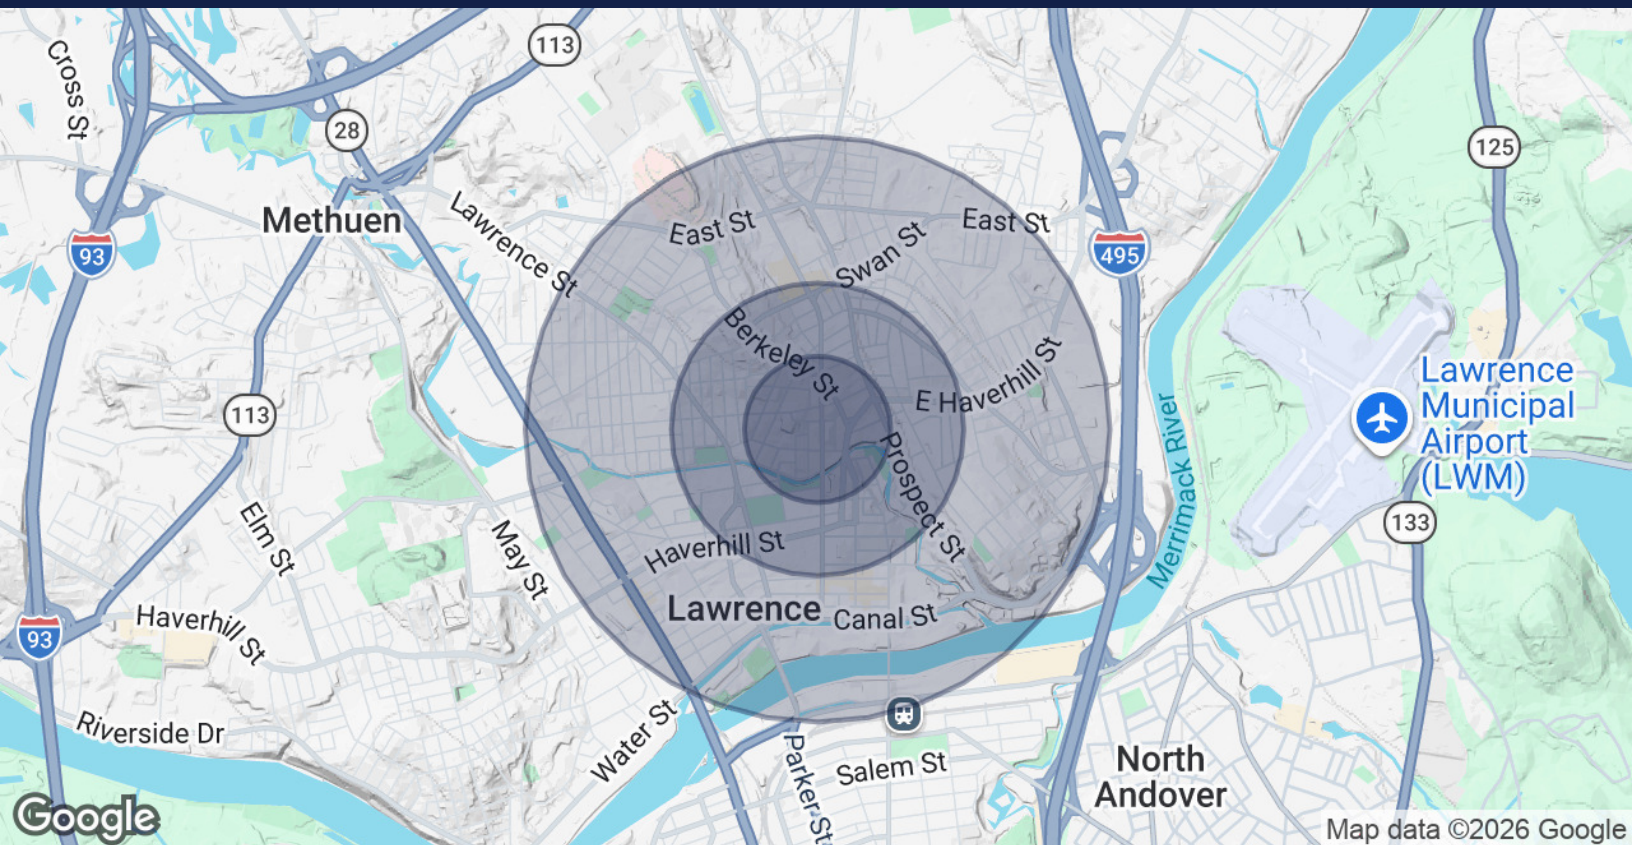 113
Cross St
28
125
Methuen
Lawrence St
East St
East St
Swan St
93
495
Berkeley St
E Haverhill St
Lawrence
Municipal
Airport
(LWM)
113
Merrimack River
Prospect St
133
Elm St
May St
Haverhill St
Lawrence
Canal St
93
Haverhill St
Riverside Dr
Water St
Parker St
Salem St
North
Andover
Google
Map data ©2026 Google